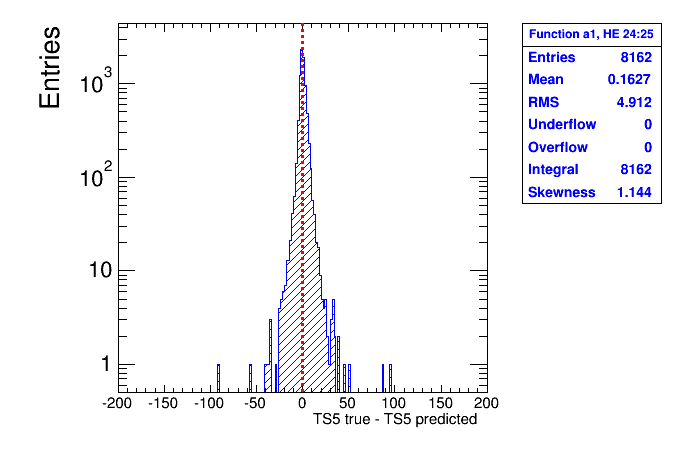 Entries
10³
10²
10
1
-200 -150 -100 -50 0 50 100 150 200
TS5 true - TS5 predicted
Function a1, HE 24:25
Entries 8162
Mean 0.1627
RMS 4.912
Underflow 0
Overflow 0
Integral 8162
Skewness 1.144